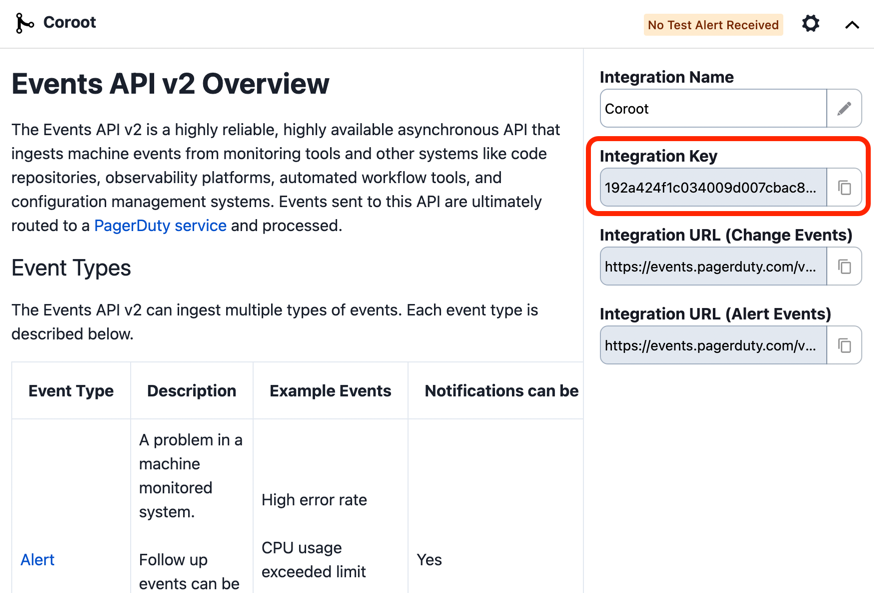 Coroot
No Test Alert Received
Events API v2 Overview
The Events API v2 is a highly reliable, highly available asynchronous API that
ingests machine events from monitoring tools and other systems like code
repositories, observability platforms, automated workflow tools, and
configuration management systems. Events sent to this API are ultimately
routed to a PagerDuty service and processed.
Event Types
The Events API v2 can ingest multiple types of events. Each event type is
described below.
Event Type
Description
Example Events
Notifications can be
Alert
A problem in a
machine
monitored
system.
Follow up
events can be
High error rate
CPU usage
exceeded limit
Yes
Integration Name
Coroot
Integration Key
192a424f1c034009d007cbac8...
Integration URL (Change Events)
https://events.pagerduty.com/v...
Integration URL (Alert Events)
https://events.pagerduty.com/v...